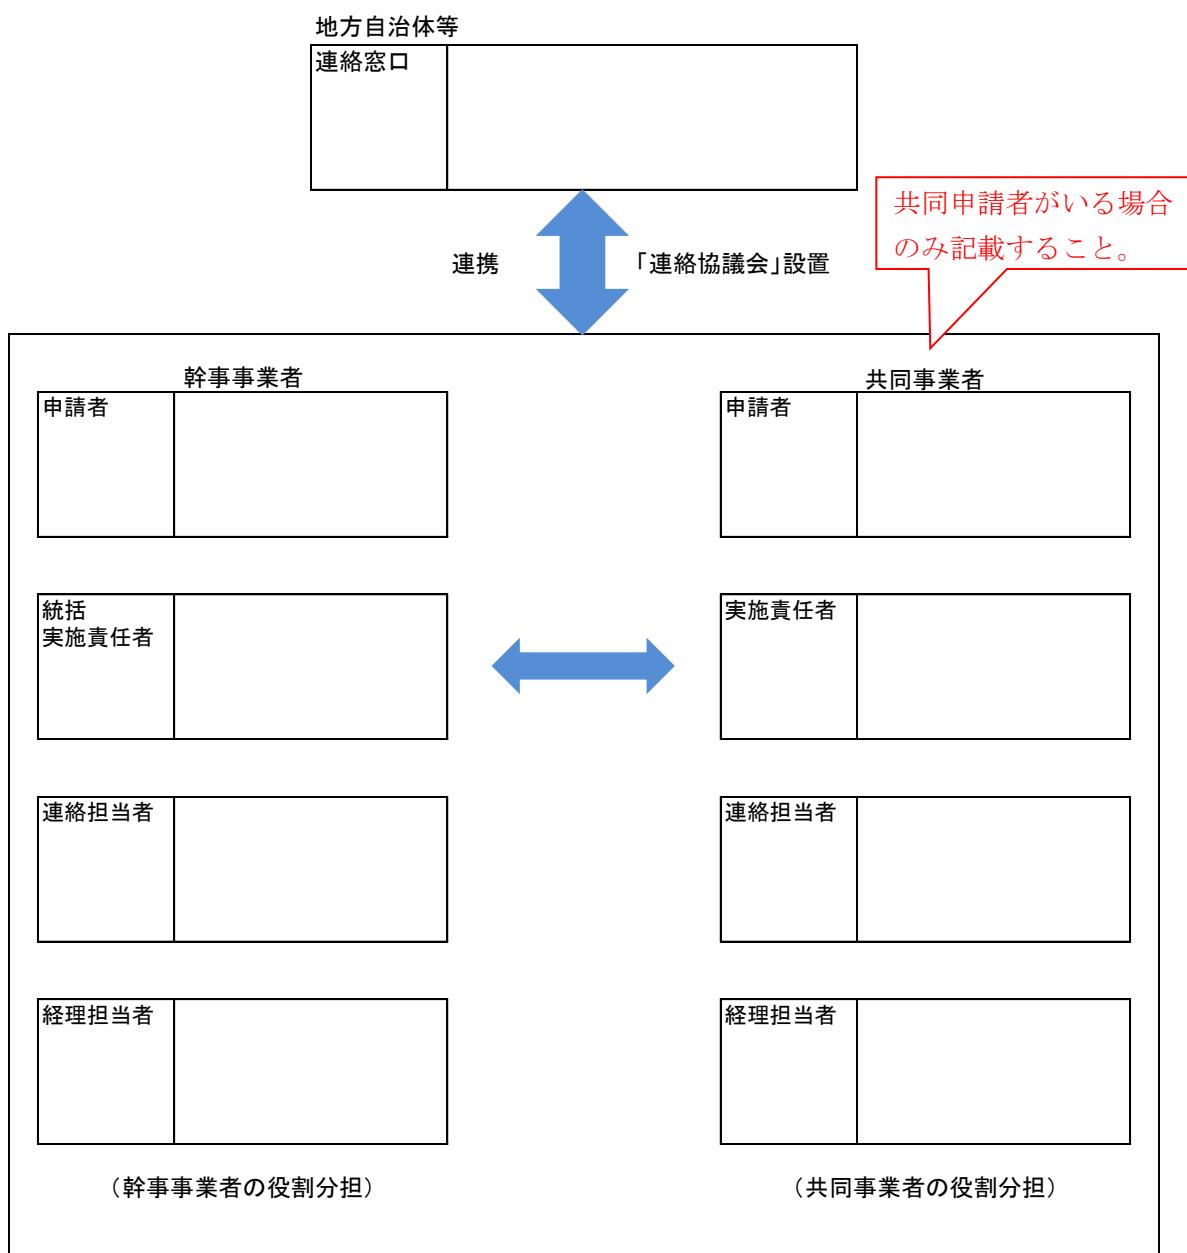 地方自治体等
連絡窓口
共同申請者がいる場合
のみ記載すること。
連携
「連絡協議会」設置
幹事事業者
共同事業者
申請者
申請者
統括
実施責任者
実施責任者
連絡担当者
連絡担当者
経理担当者
経理担当者
（幹事事業者の役割分担）
（共同事業者の役割分担）